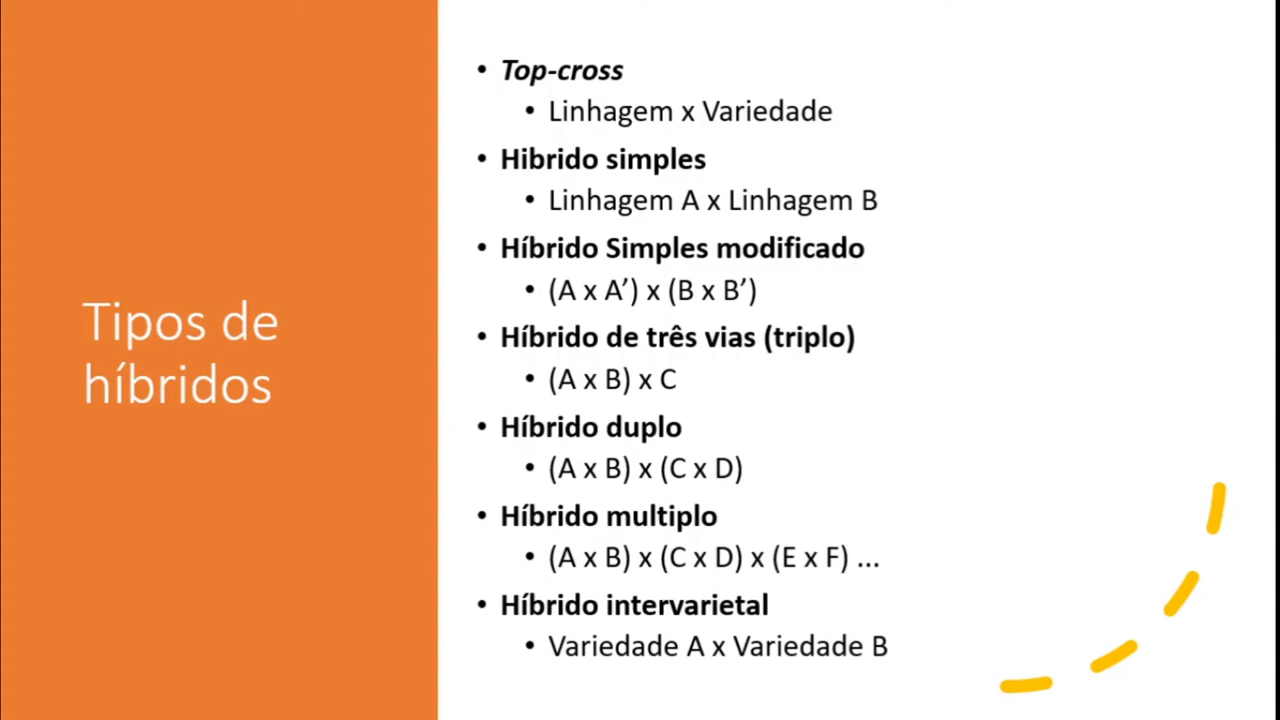 Tipos de
híbridos
• Top-cross
• Linhagem x Variedade
• Hibrido simples
• Linhagem A x Linhagem B
• Híbrido Simples modificado
• (A x A’) x (B x B’)
• Híbrido de três vias (triplo)
• (A x B) x C
• Híbrido duplo
• (A x B) x (C x D)
• Híbrido multiplo
• (A x B) x (C x D) x (E x F) ...
• Híbrido intervarietal
• Variedade A x Variedade B